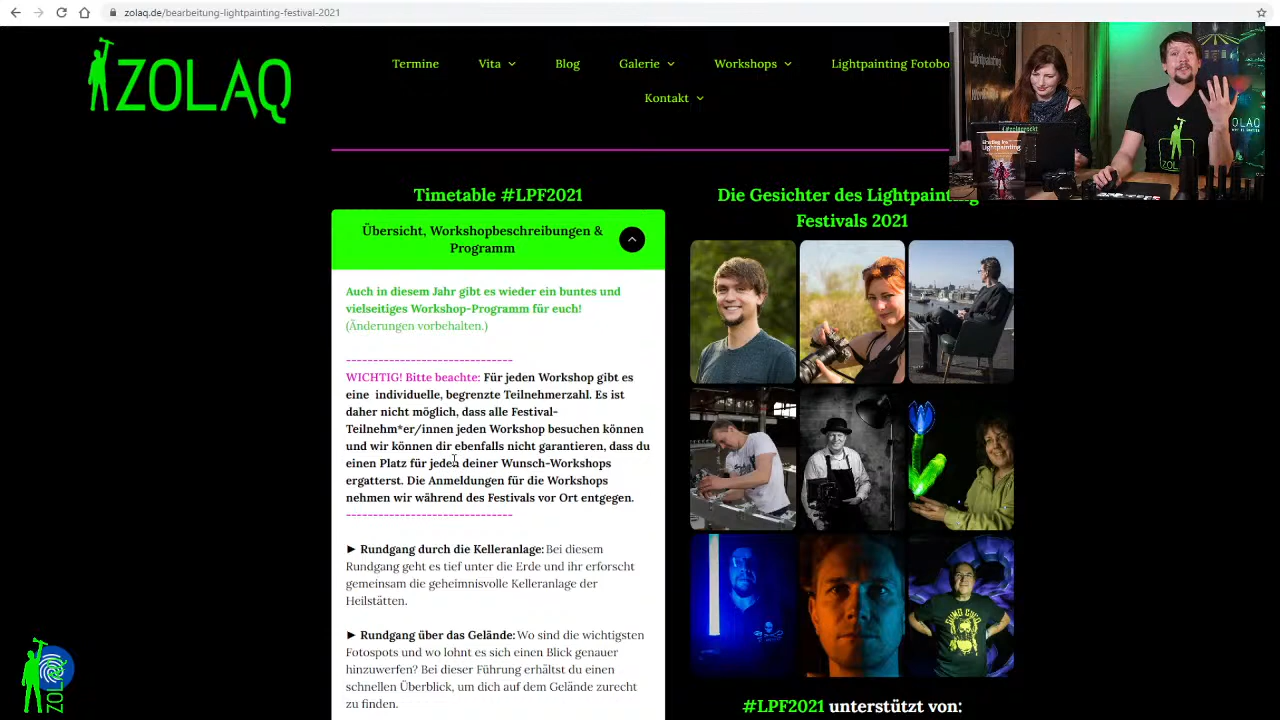 zolaq.de/bearbeitung-lightpainting-festival-2021
ZOLAQ
Termine
Vita
Blog
Galerie
Workshops
Lightpainting Fotobo
Kontakt
Timetable #LPF2021
Übersicht, Workshopbeschreibungen &
Programm
Auch in diesem Jahr gibt es wieder ein buntes und
vielseitiges Workshop-Programm für euch!
(Änderungen vorbehalten.)
------------------------------
WICHTIG! Bitte beachte: Für jeden Workshop gibt es
eine individuelle, begrenzte Teilnehmerzahl. Es ist
daher nicht möglich, dass alle Festival-
Teilnehm*er/innen jeden Workshop besuchen können
und wir können dir ebenfalls nicht garantieren, dass du
einen Platz für jeden deiner Wunsch-Workshops
ergatterst. Die Anmeldungen für die Workshops
nehmen wir während des Festivals vor Ort entgegen.
------------------------------
► Rundgang durch die Kelleranlage: Bei diesem
Rundgang geht es tief unter die Erde und ihr erforscht
gemeinsam die geheimnisvolle Kelleranlage der
Heilstätten.
► Rundgang über das Gelände: Wo sind die wichtigsten
Fotospots und wo lohnt es sich einen Blick genauer
hinzuwerfen? Bei dieser Führung erhältst du einen
schnellen Überblick, um dich auf dem Gelände zurecht
zu finden.
Die Gesichter des Lightpainting
Festivals 2021
#LPF2021 unterstützt von:
Lightpainting
OLAQ
ZOL